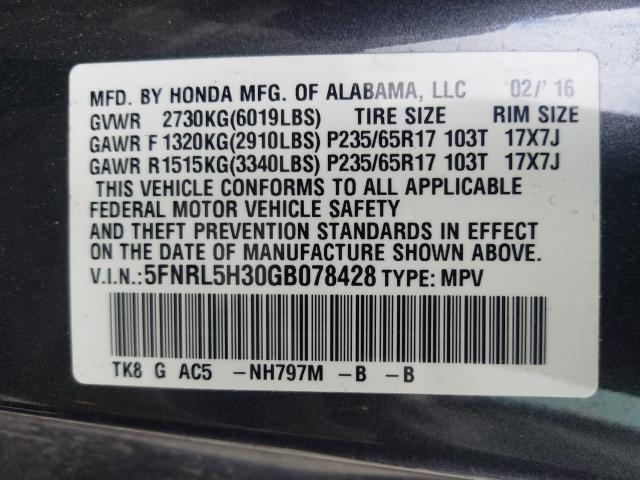 MFD. BY HONDA MFG. OF ALABAMA, LLC 02/'16
GVWR 2730KG(6019LBS) TIRE SIZE RIM SIZE
GAWR F 1320KG(2910LBS) P235/65R17 103T 17X7J
GAWR R1515KG(3340LBS) P235/65R17 103T 17X7J
THIS VEHICLE CONFORMS TO ALL APPLICABLE
FEDERAL MOTOR VEHICLE SAFETY
AND THEFT PREVENTION STANDARDS IN EFFECT
ON THE DATE OF MANUFACTURE SHOWN ABOVE.
V.I.N.:5FNRL5H30GB078428 TYPE: MPV
TK8 G AC5 -NH797M -B -B